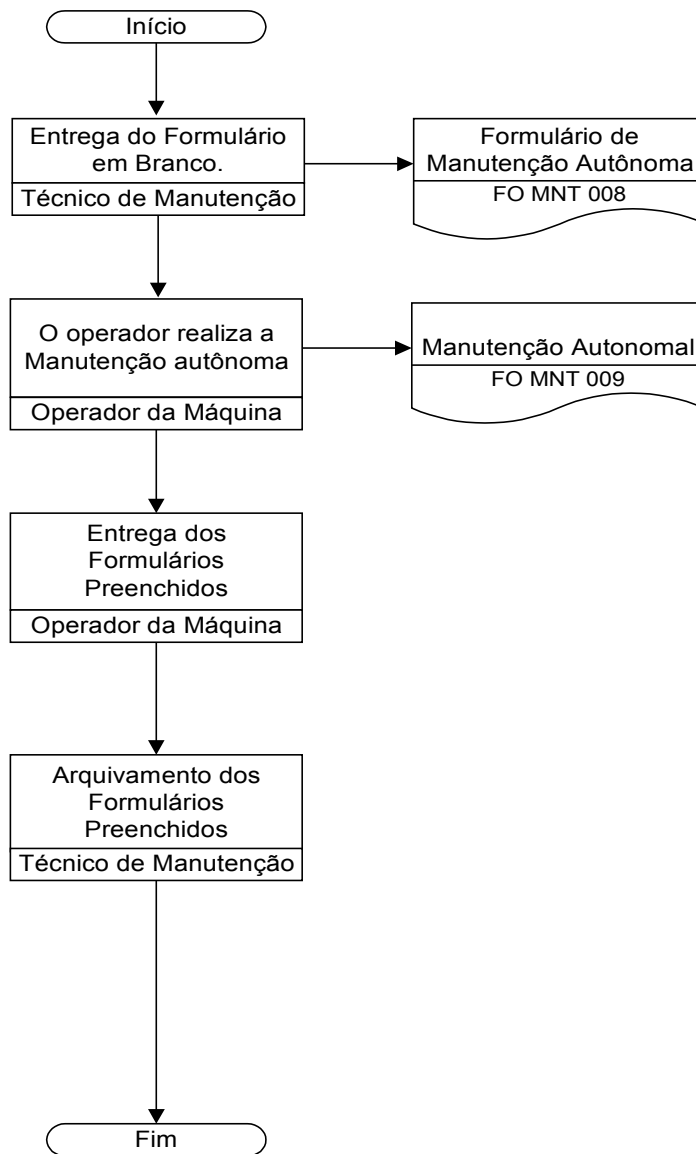 Início
Entrega do Formulário
em Branco.
Técnico de Manutenção
Formulário de
Manutenção Autônoma
FO MNT 008
O operador realiza a
Manutenção autônoma
Operador da Máquina
Manutenção Autonomal
FO MNT 009
Entrega dos
Formulários
Preenchidos
Operador da Máquina
Arquivamento dos
Formulários
Preenchidos
Técnico de Manutenção
Fim